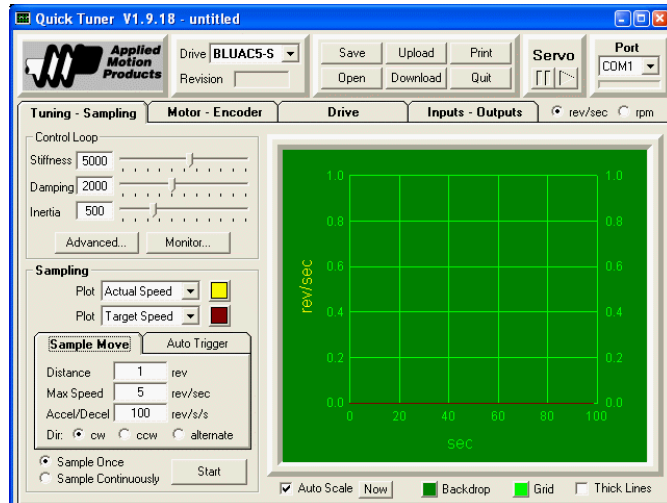 Quick Tuner V1.9.18 - untitled
Applied Motion Products
Drive BLUAC5-S
Revision
Save Upload Print
Open Download Quit
Servo
Port
COM1
Tuning - Sampling Motor - Encoder Drive Inputs - Outputs rev/sec rpm
Control Loop
Stiffness 5000
Damping 2000
Inertia 500
Advanced... Monitor...
Sampling
Plot Actual Speed
Plot Target Speed
Sample Move Auto Trigger
Distance 1 rev
Max Speed 5 rev/sec
Accel/Decel 100 rev/s/s
Dir: cw ccw alternate
Sample Once
Sample Continuously
Start
1.0 1.0
0.8 0.8
0.6 0.6
rev/sec
0.4 0.4
0.2 0.2
0.0 0.0
0 20 40 60 80 100
sec
Auto Scale Now Backdrop Grid Thick Lines